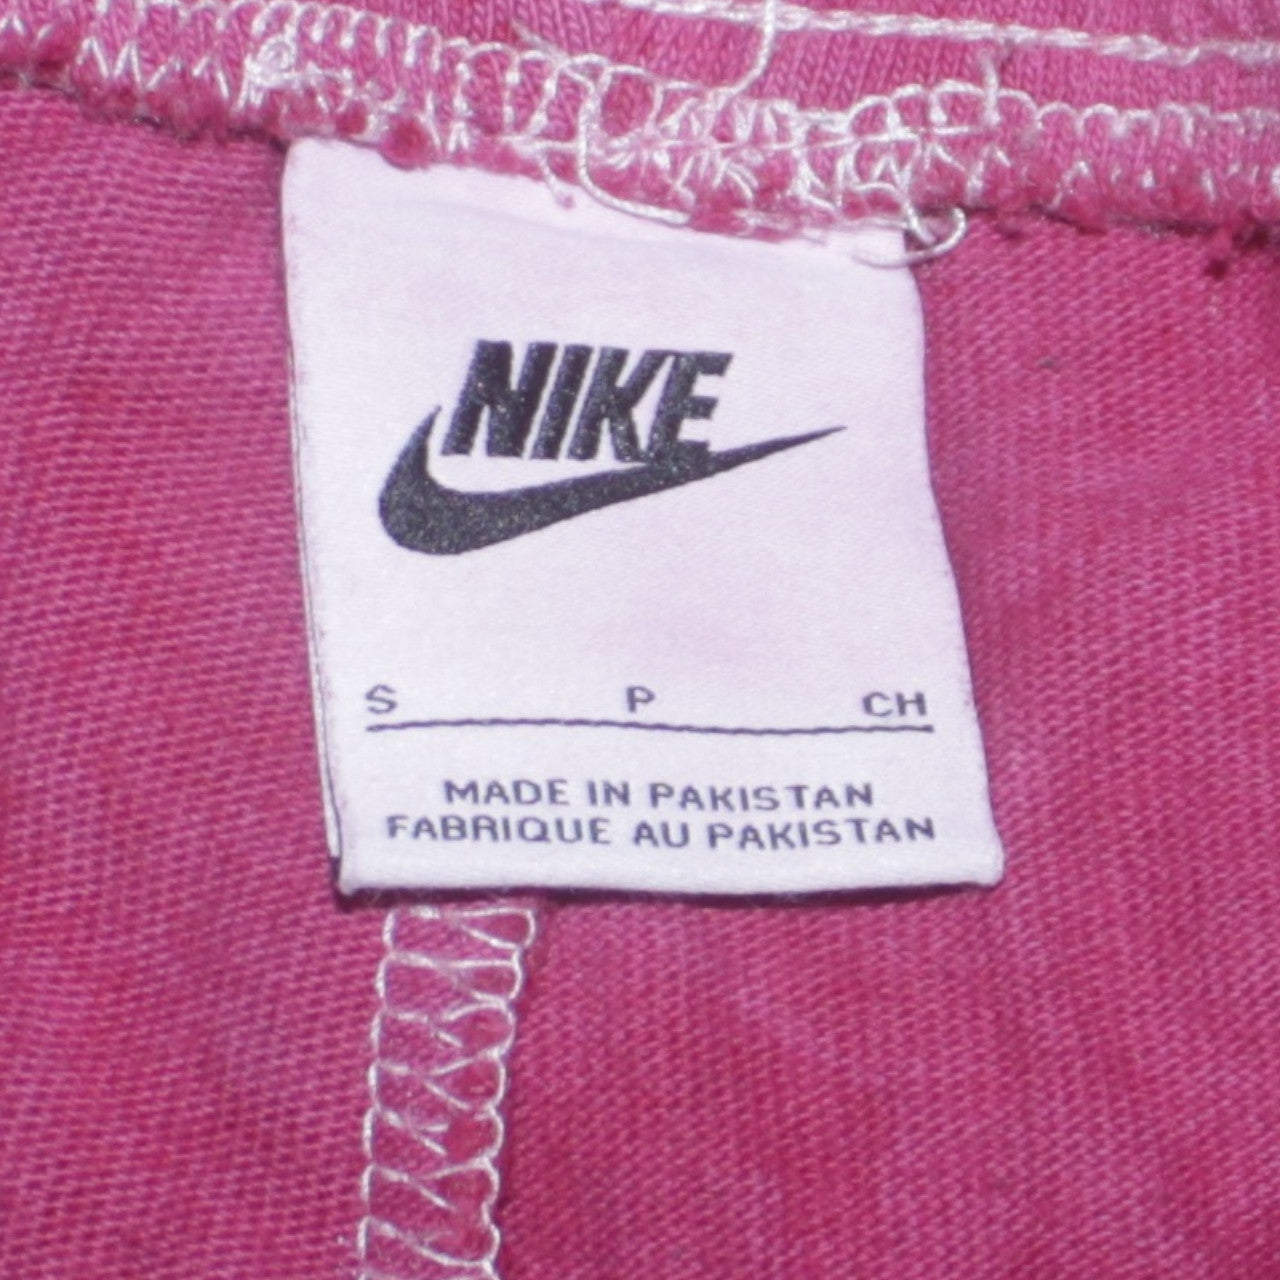 NIKE
S P CH
MADE IN PAKISTAN
FABRIQUE AU PAKISTAN